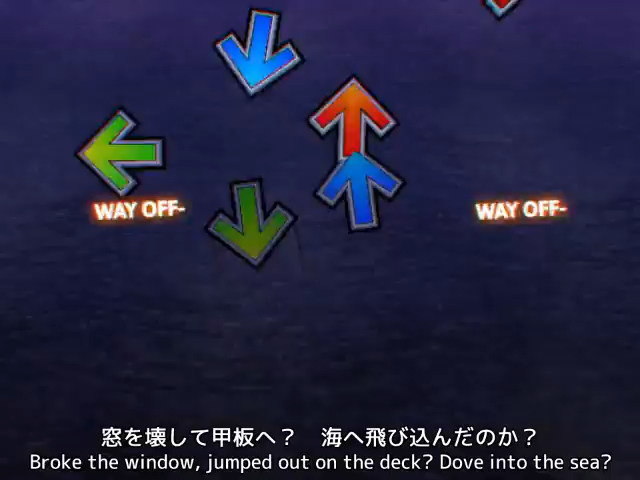 WAY OFF-
WAY OFF-
窓を壊して甲板へ？　海へ飛び込んだのか？
Broke the window, jumped out on the deck? Dove into the sea?